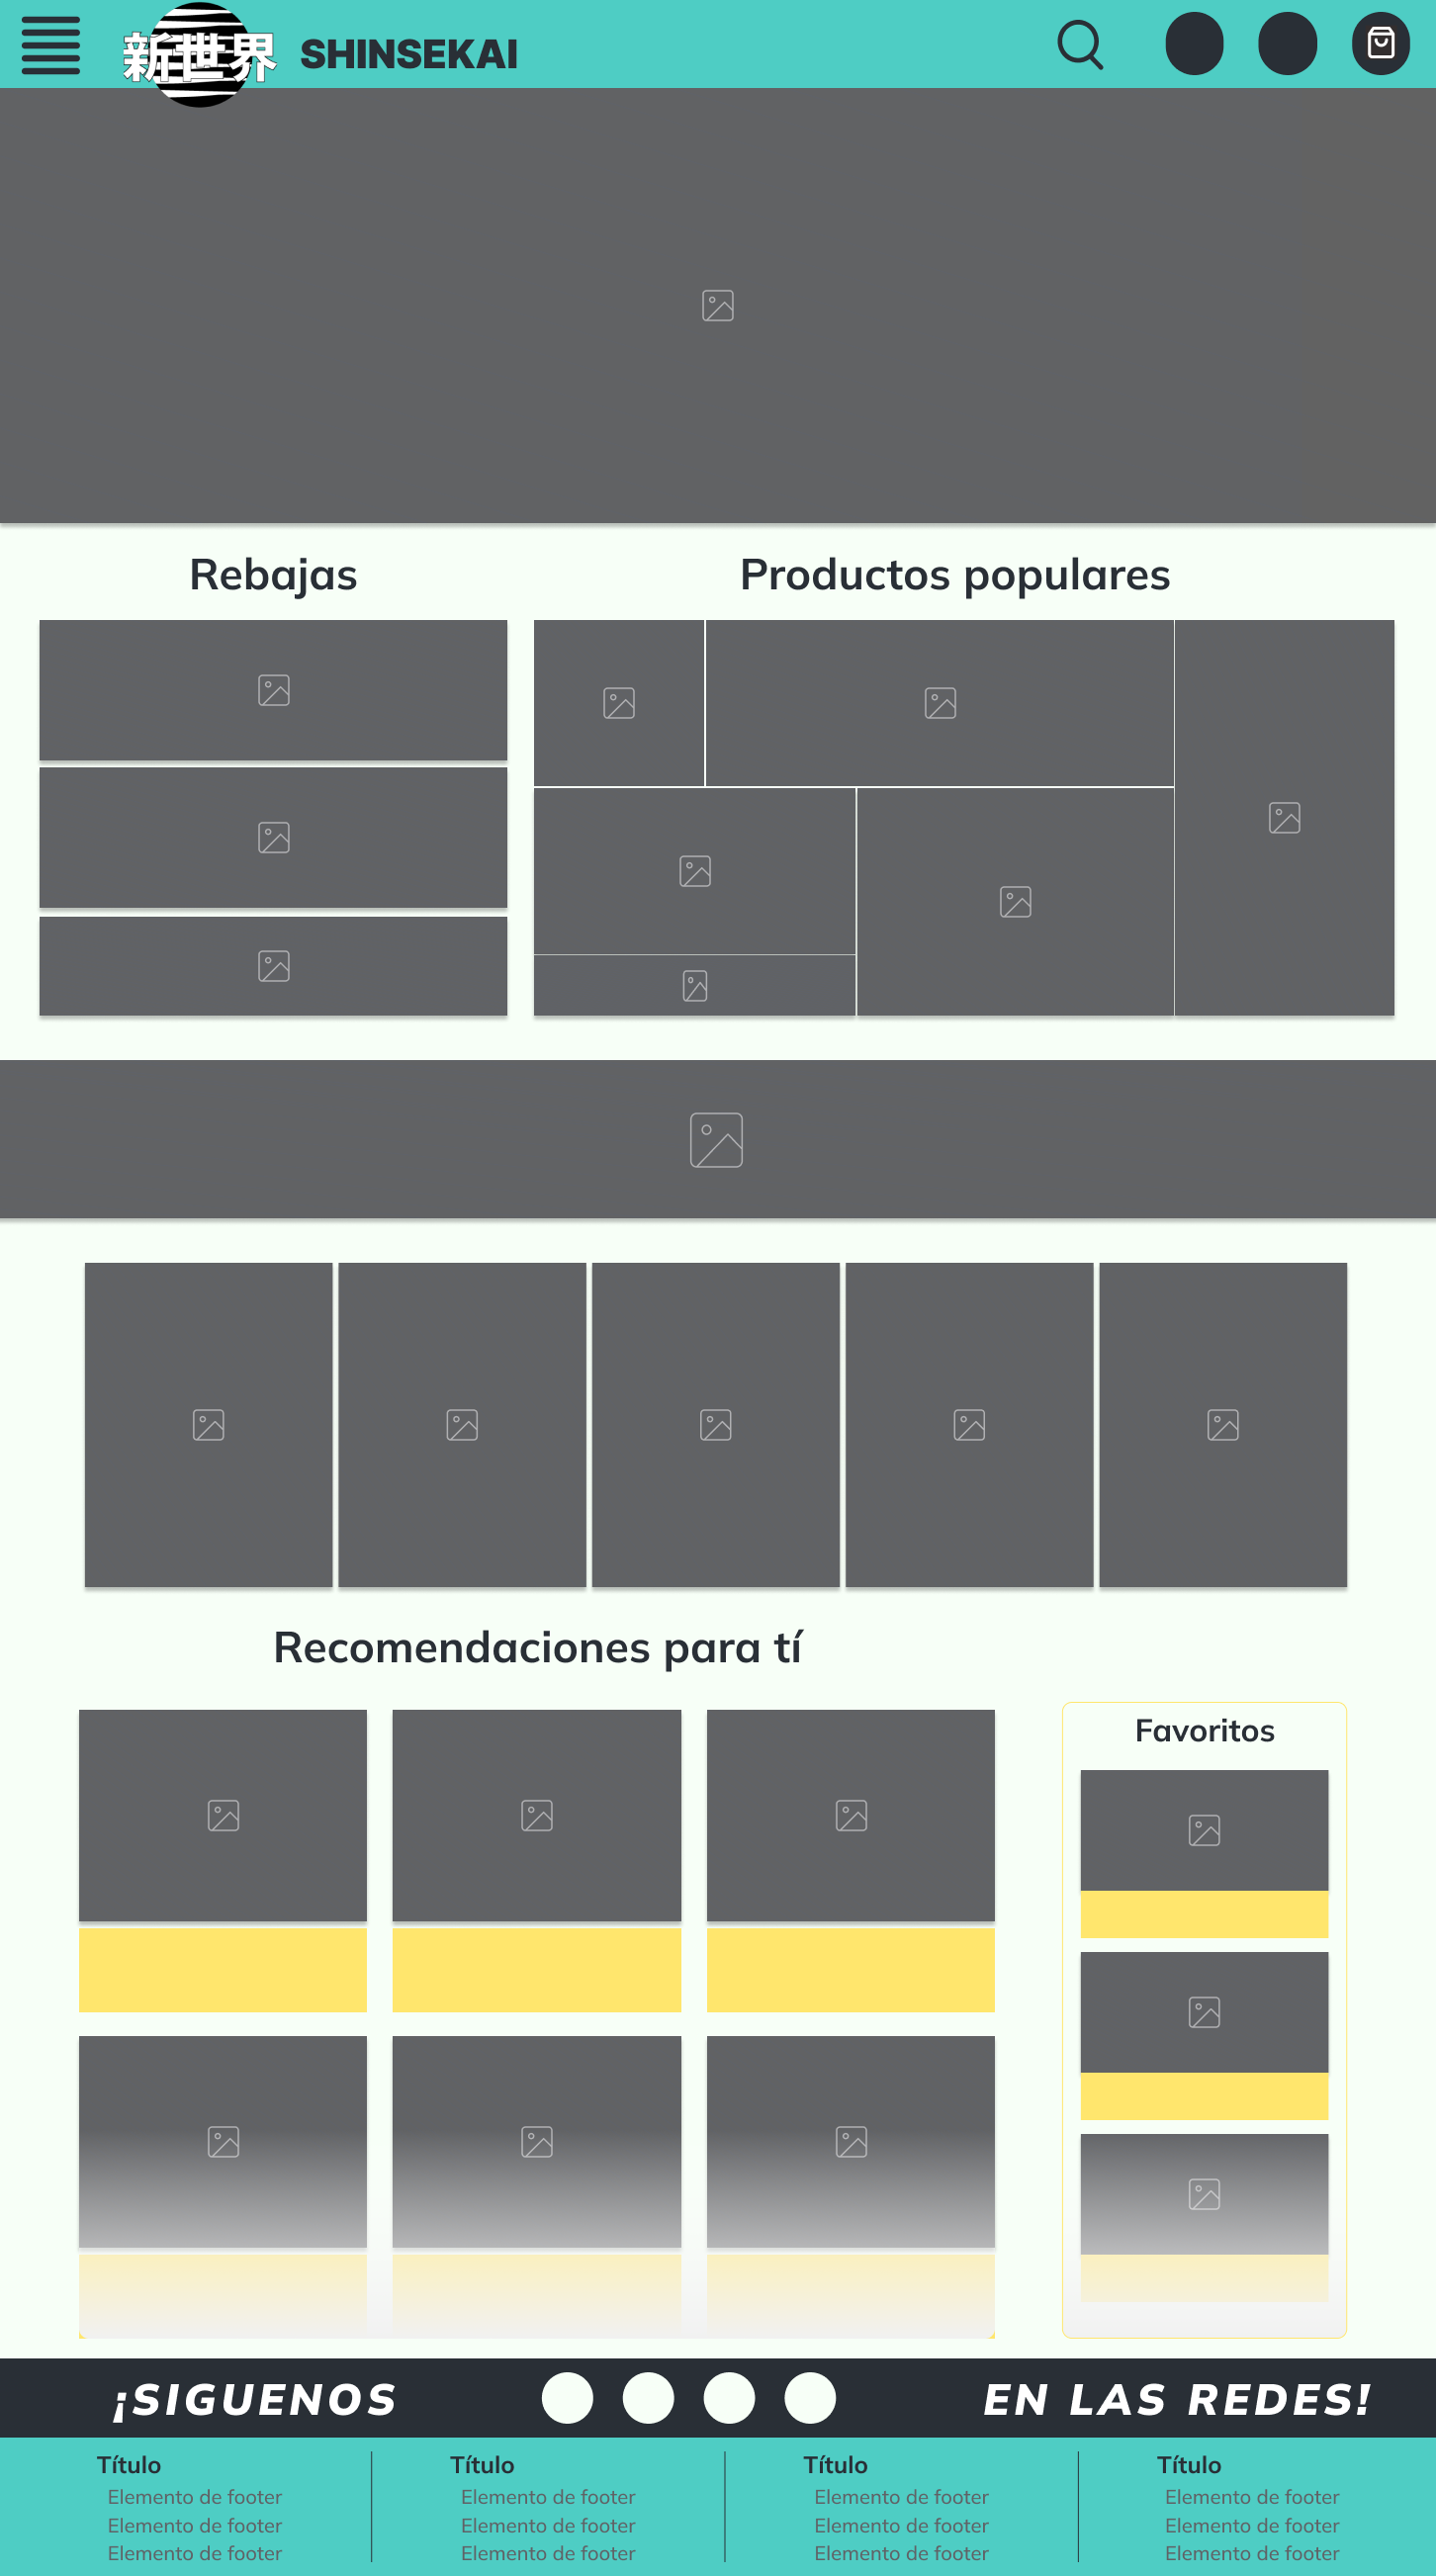 新世界 SHINSEKAI
Rebajas
Productos populares
Recomendaciones para tí
Favoritos
¡SIGUENOS EN LAS REDES!
Título
Elemento de footer
Elemento de footer
Elemento de footer
Título
Elemento de footer
Elemento de footer
Elemento de footer
Título
Elemento de footer
Elemento de footer
Elemento de footer
Título
Elemento de footer
Elemento de footer
Elemento de footer